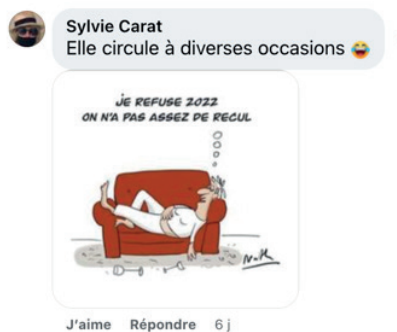 Sylvie Carat
Elle circule à diverses occasions 😂
JE REFUSE 2022
ON N'A PAS ASSEZ DE RECUL
J'aime Répondre 6 j